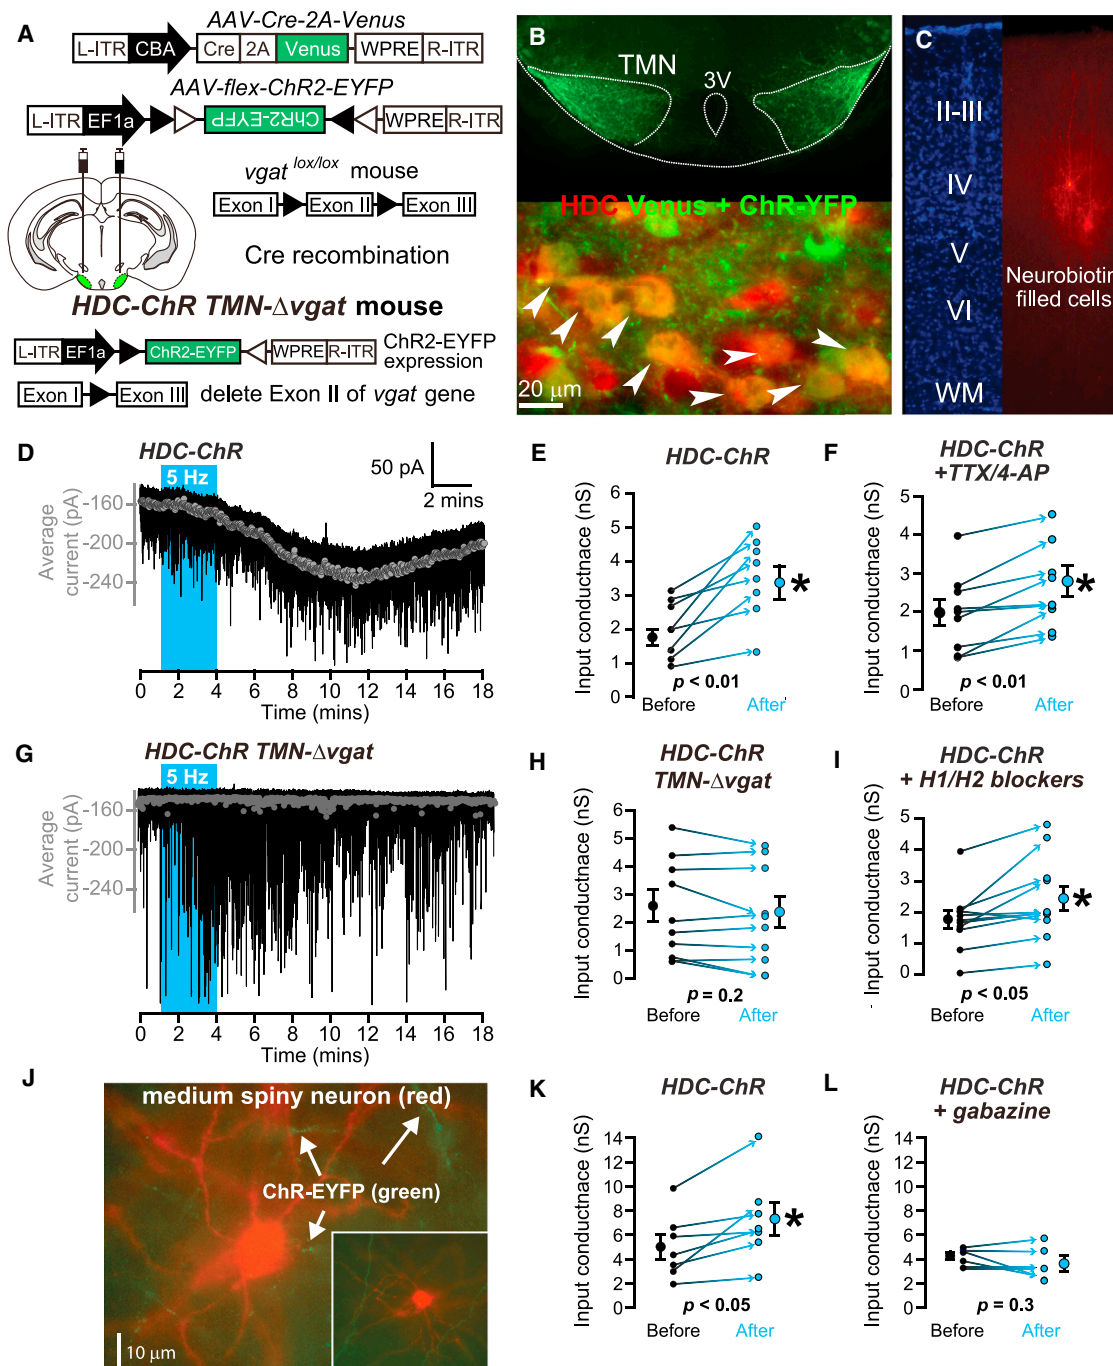 A
AAV-Cre-2A-Venus
L-ITR CBA Cre 2A Venus WPRE R-ITR
AAV-flex-ChR2-EYFP
L-ITR EF1a ChR2-EYFP WPRE R-ITR
vgat lox/lox mouse
Exon I Exon II Exon III
Cre recombination
HDC-ChR TMN-Δvgat mouse
L-ITR EF1a ChR2-EYFP WPRE R-ITR
ChR2-EYFP
expression
Exon I Exon III delete Exon II of vgat gene
B
TMN
3V
HDC Venus + ChR-YFP
20 μm
C
II-III
IV
V
VI
WM
Neurobiotin
filled cells
D
HDC-ChR
5 Hz
50 pA
2 mins
Average
current (pA)
-160
-200
-240
0 2 4 6 8 10 12 14 16 18
Time (mins)
E
HDC-ChR
Input conductnace (nS)
6
5
4
3
2
1
0
*
p < 0.01
Before After
F
HDC-ChR
+TTX/4-AP
Input conductnace (nS)
5
4
3
2
1
0
*
p < 0.01
Before After
G
HDC-ChR TMN-Δvgat
5 Hz
Average
current (pA)
-160
-200
-240
0 2 4 6 8 10 12 14 16 18
Time (mins)
H
HDC-ChR
TMN-Δvgat
Input conductnace (nS)
6
5
4
3
2
1
0
p = 0.2
Before After
I
HDC-ChR
+ H1/H2 blockers
Input conductnace (nS)
5
4
3
2
1
0
*
p < 0.05
Before After
J
medium spiny neuron (red)
ChR-EYFP (green)
10 μm
K
HDC-ChR
Input conductnace (nS)
14
12
10
8
6
4
2
0
*
p < 0.05
Before After
L
HDC-ChR
+ gabazine
Input conductnace (nS)
14
12
10
8
6
4
2
0
p = 0.3
Before After